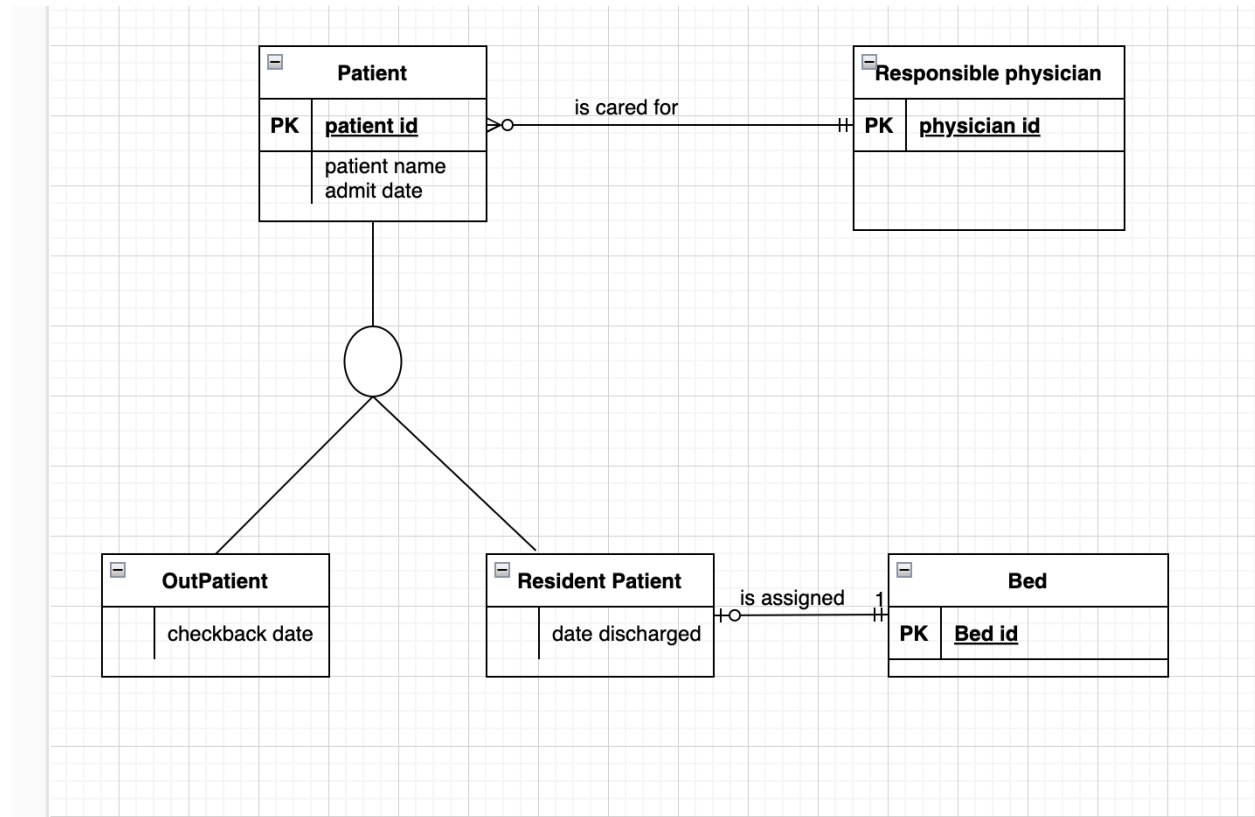 Patient
PK patient id
patient name
admit date
is cared for
Responsible physician
PK physician id
OutPatient
checkback date
Resident Patient
date discharged
is assigned 1
Bed
PK Bed id